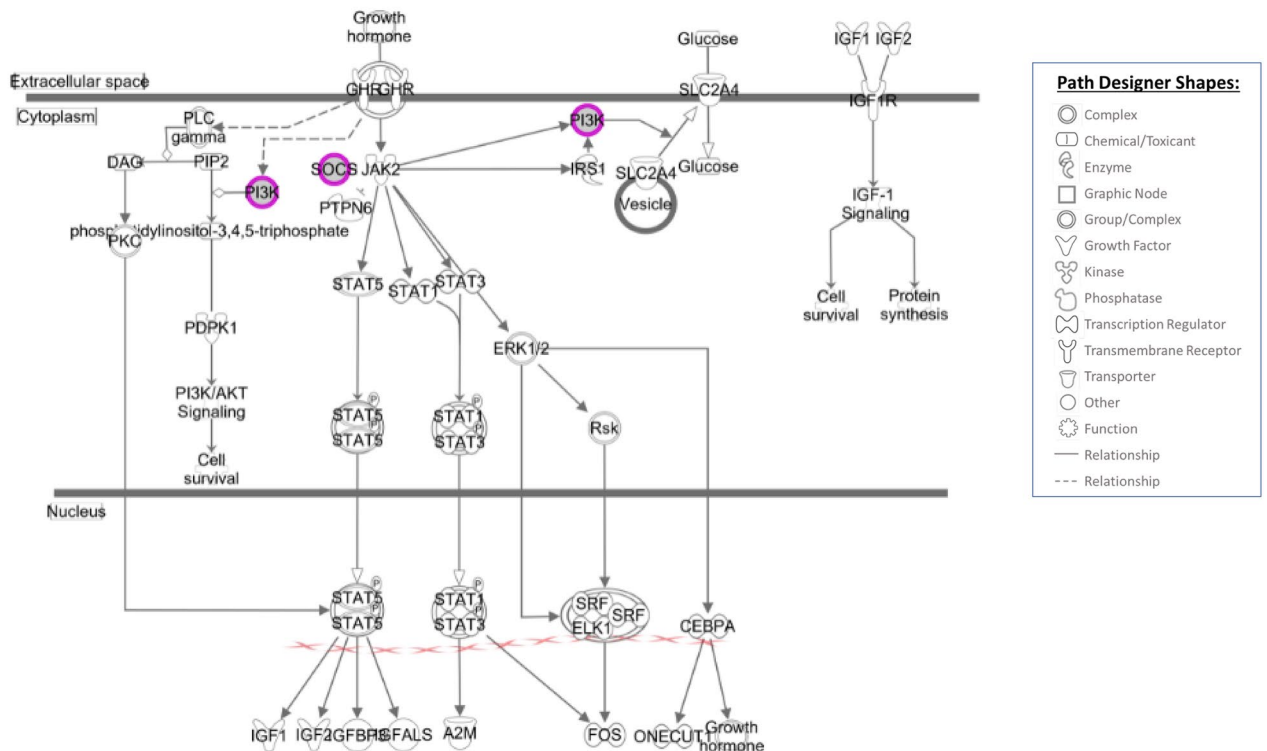 Growth
hormone
Glucose
IGF1 IGF2
Extracellular space
GHR GHR
SLC2A4
IGF1R
Cytoplasm
PLC
gamma
PI3K
DAG
PIP2
SOCS
JAK2
IRS1
SLC2A4
Glucose
PI3K
PTPN6
Vesicle
IGF-1
Signaling
phosphatidylinositol-3,4,5-triphosphate
PKC
STAT5
STAT1
STAT3
Cell
survival
Protein
synthesis
PDPK1
ERK1/2
PI3K/AKT
Signaling
P
STAT5
P
STAT5
P
STAT1
P
STAT3
Rsk
Cell
survival
Nucleus
P
STAT5
P
STAT5
P
STAT1
P
STAT3
SRF
SRF
ELK1
CEBPA
IGF1
IGF2
IGFBP3
IGFALS
A2M
FOS
ONECUT1
Growth
hormone
Path Designer Shapes:
Complex
Chemical/Toxicant
Enzyme
Graphic Node
Group/Complex
Growth Factor
Kinase
Phosphatase
Transcription Regulator
Transmembrane Receptor
Transporter
Other
Function
Relationship
Relationship